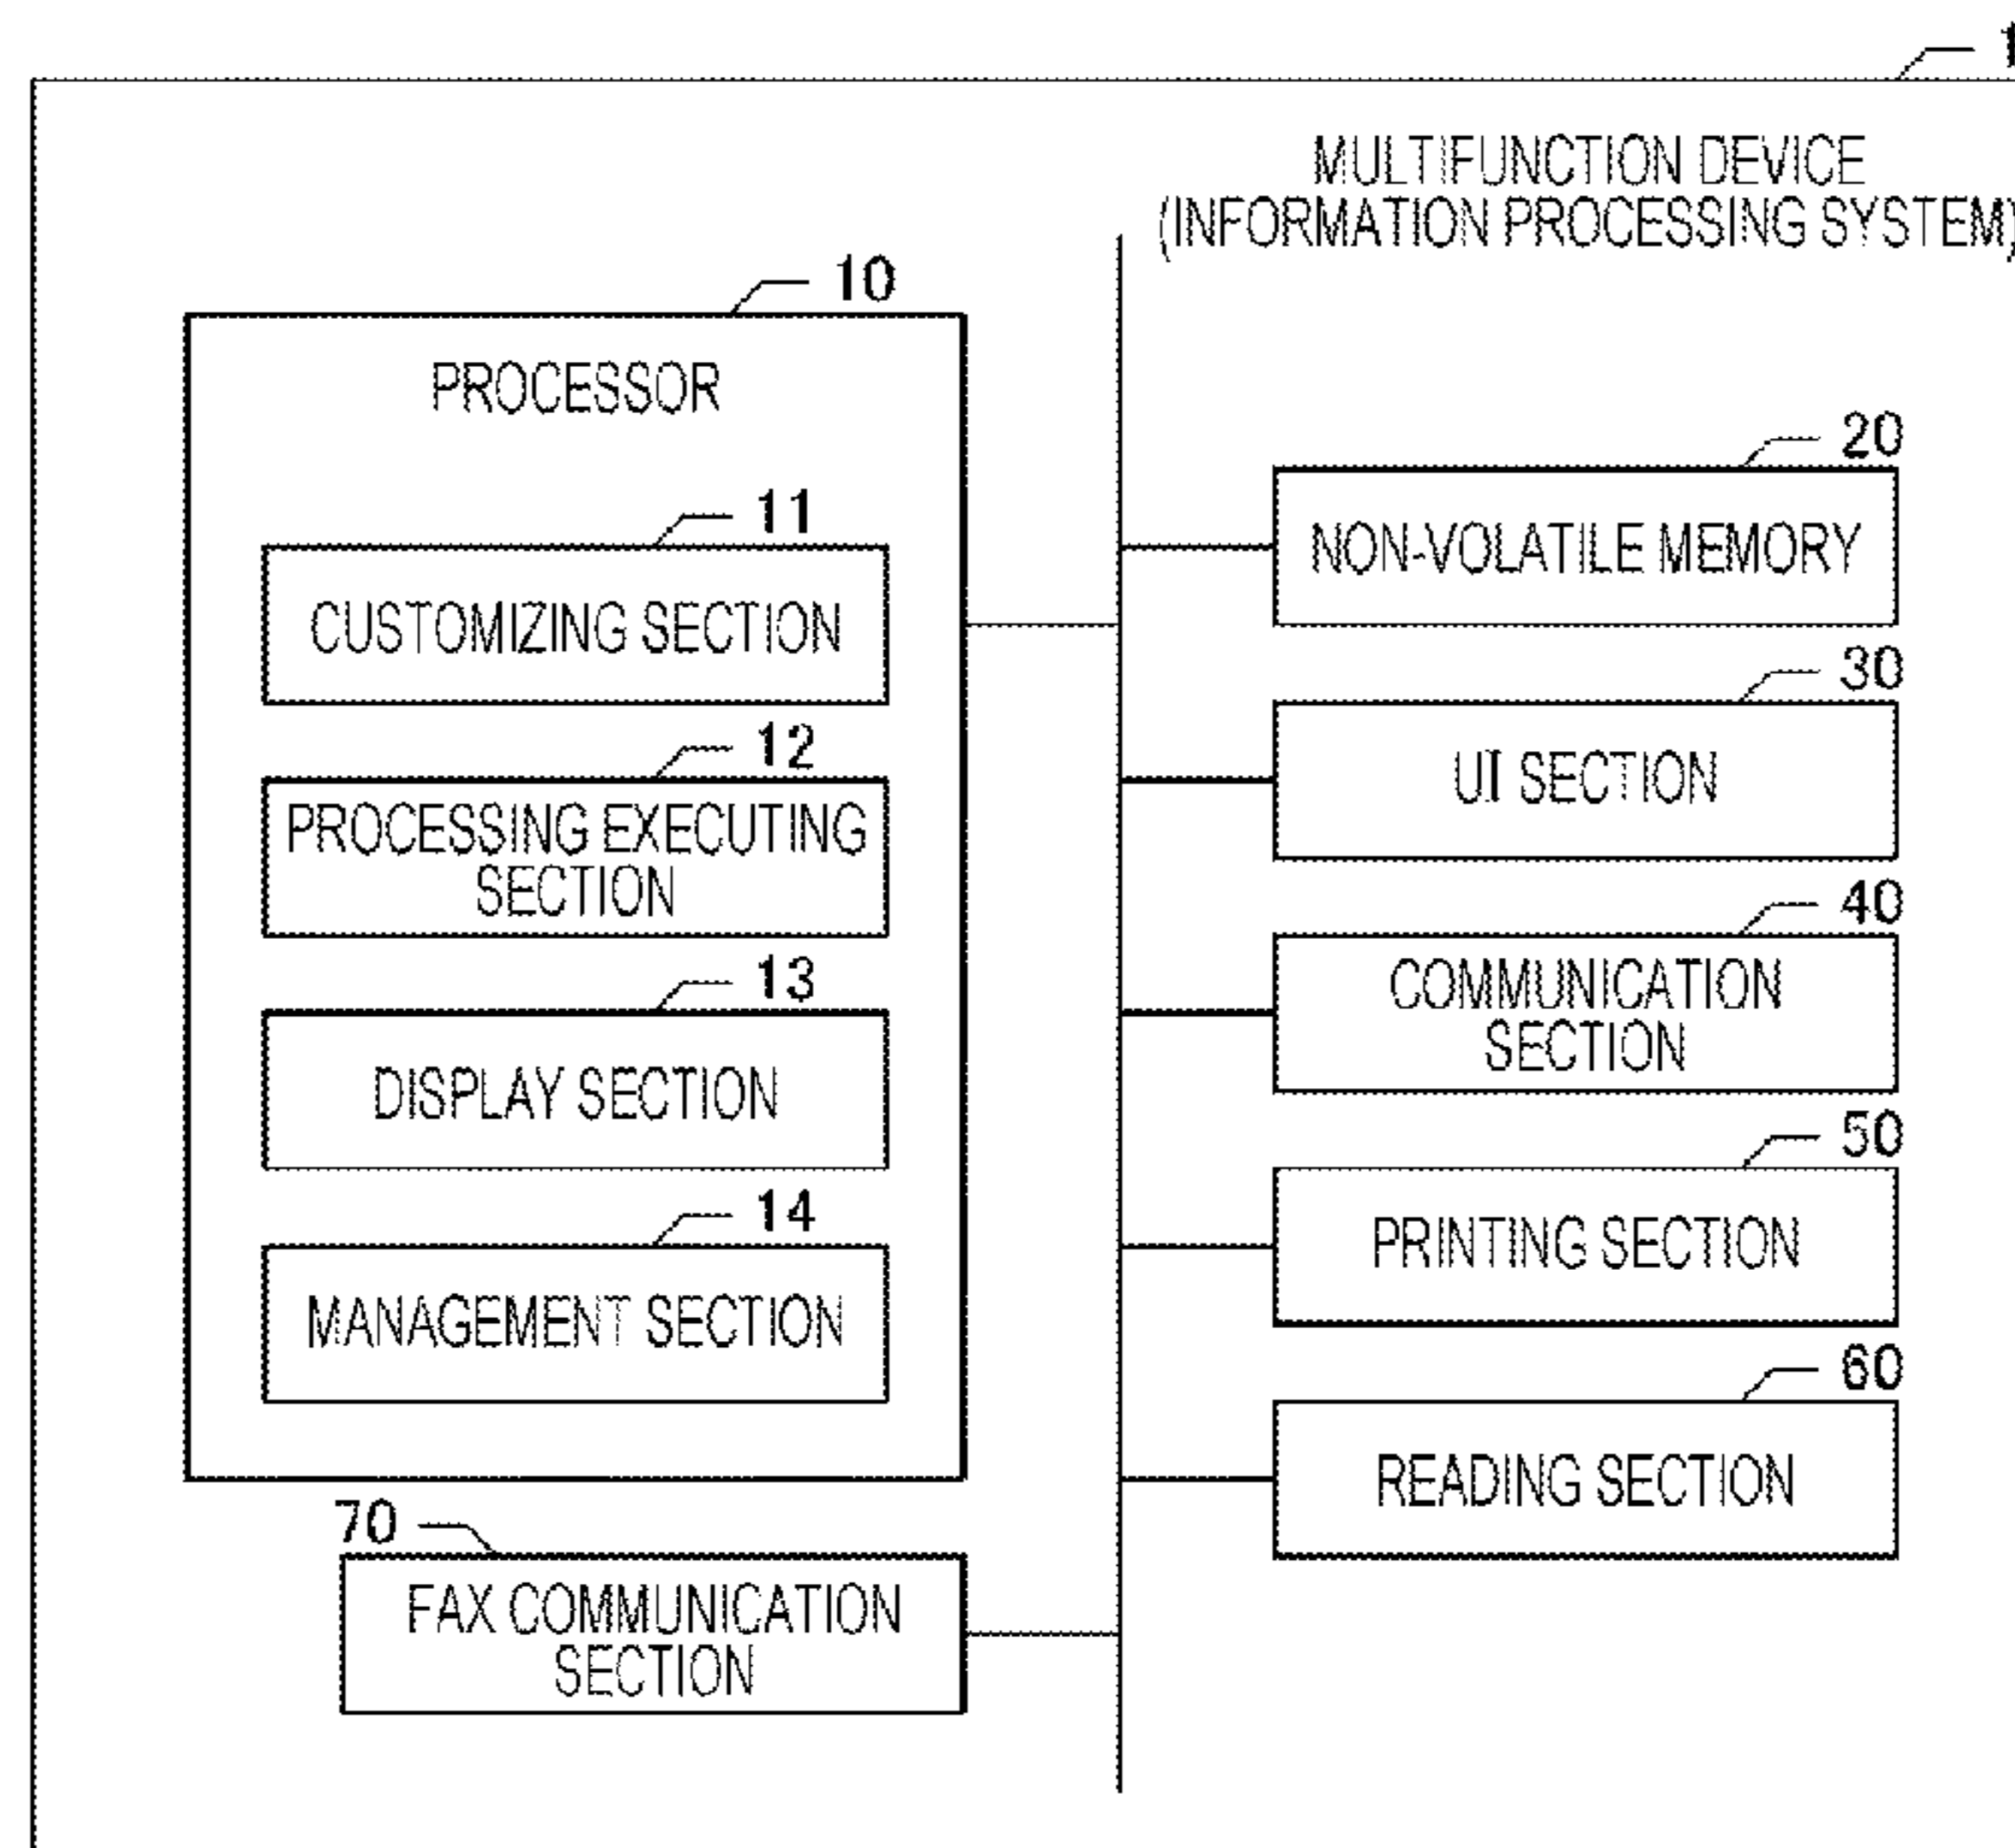 1
MULTIFUNCTION DEVICE
(INFORMATION PROCESSING SYSTEM)
10
PROCESSOR
11
CUSTOMIZING SECTION
12
PROCESSING EXECUTING
SECTION
13
DISPLAY SECTION
14
MANAGEMENT SECTION
70
FAX COMMUNICATION
SECTION
20
NON-VOLATILE MEMORY
30
UI SECTION
40
COMMUNICATION
SECTION
50
PRINTING SECTION
60
READING SECTION